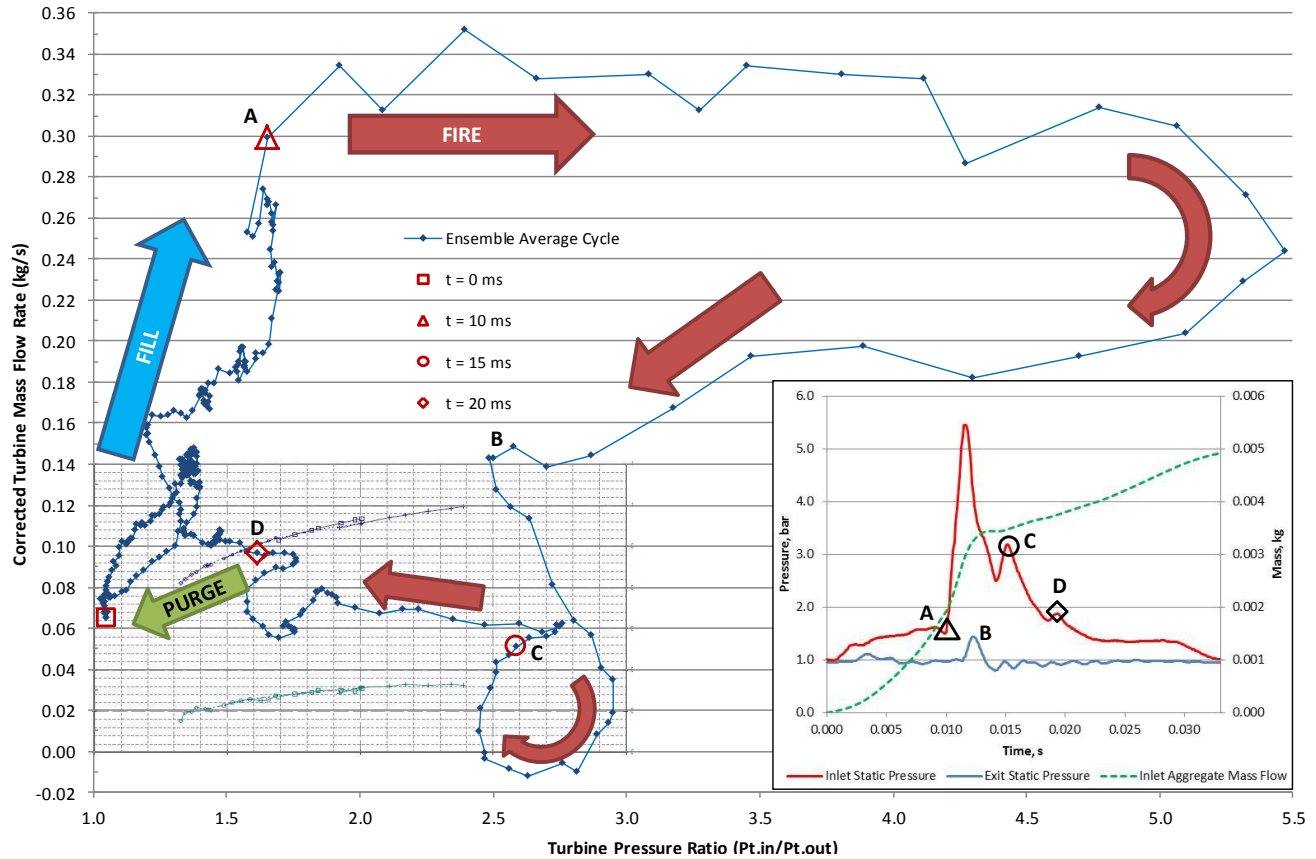 0.36
0.34
0.32
0.30
0.28
0.26
0.24
0.22
0.20
0.18
0.16
0.14
0.12
0.10
0.08
0.06
0.04
0.02
0.00
-0.02
Corrected Turbine Mass Flow Rate (kg/s)
1.0 1.5 2.0 2.5 3.0 3.5 4.0 4.5 5.0 5.5
Turbine Pressure Ratio (Pt.in/Pt.out)
A
FIRE
FILL
Ensemble Average Cycle
t = 0 ms
t = 10 ms
t = 15 ms
t = 20 ms
B
D
PURGE
C
6.0
5.0
4.0
3.0
2.0
1.0
0.0
Pressure, bar
0.006
0.005
0.004
0.003
0.002
0.001
0.000
Mass, kg
A
B
C
D
0.000 0.005 0.010 0.015 0.020 0.025 0.030
Time, s
Inlet Static Pressure Exit Static Pressure Inlet Aggregate Mass Flow